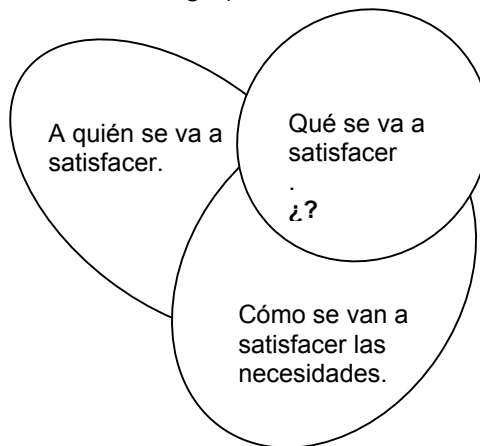 A quién se va a
satisfacer.
Qué se va a
satisfacer
.
¿?
Cómo se van a
satisfacer las
necesidades.